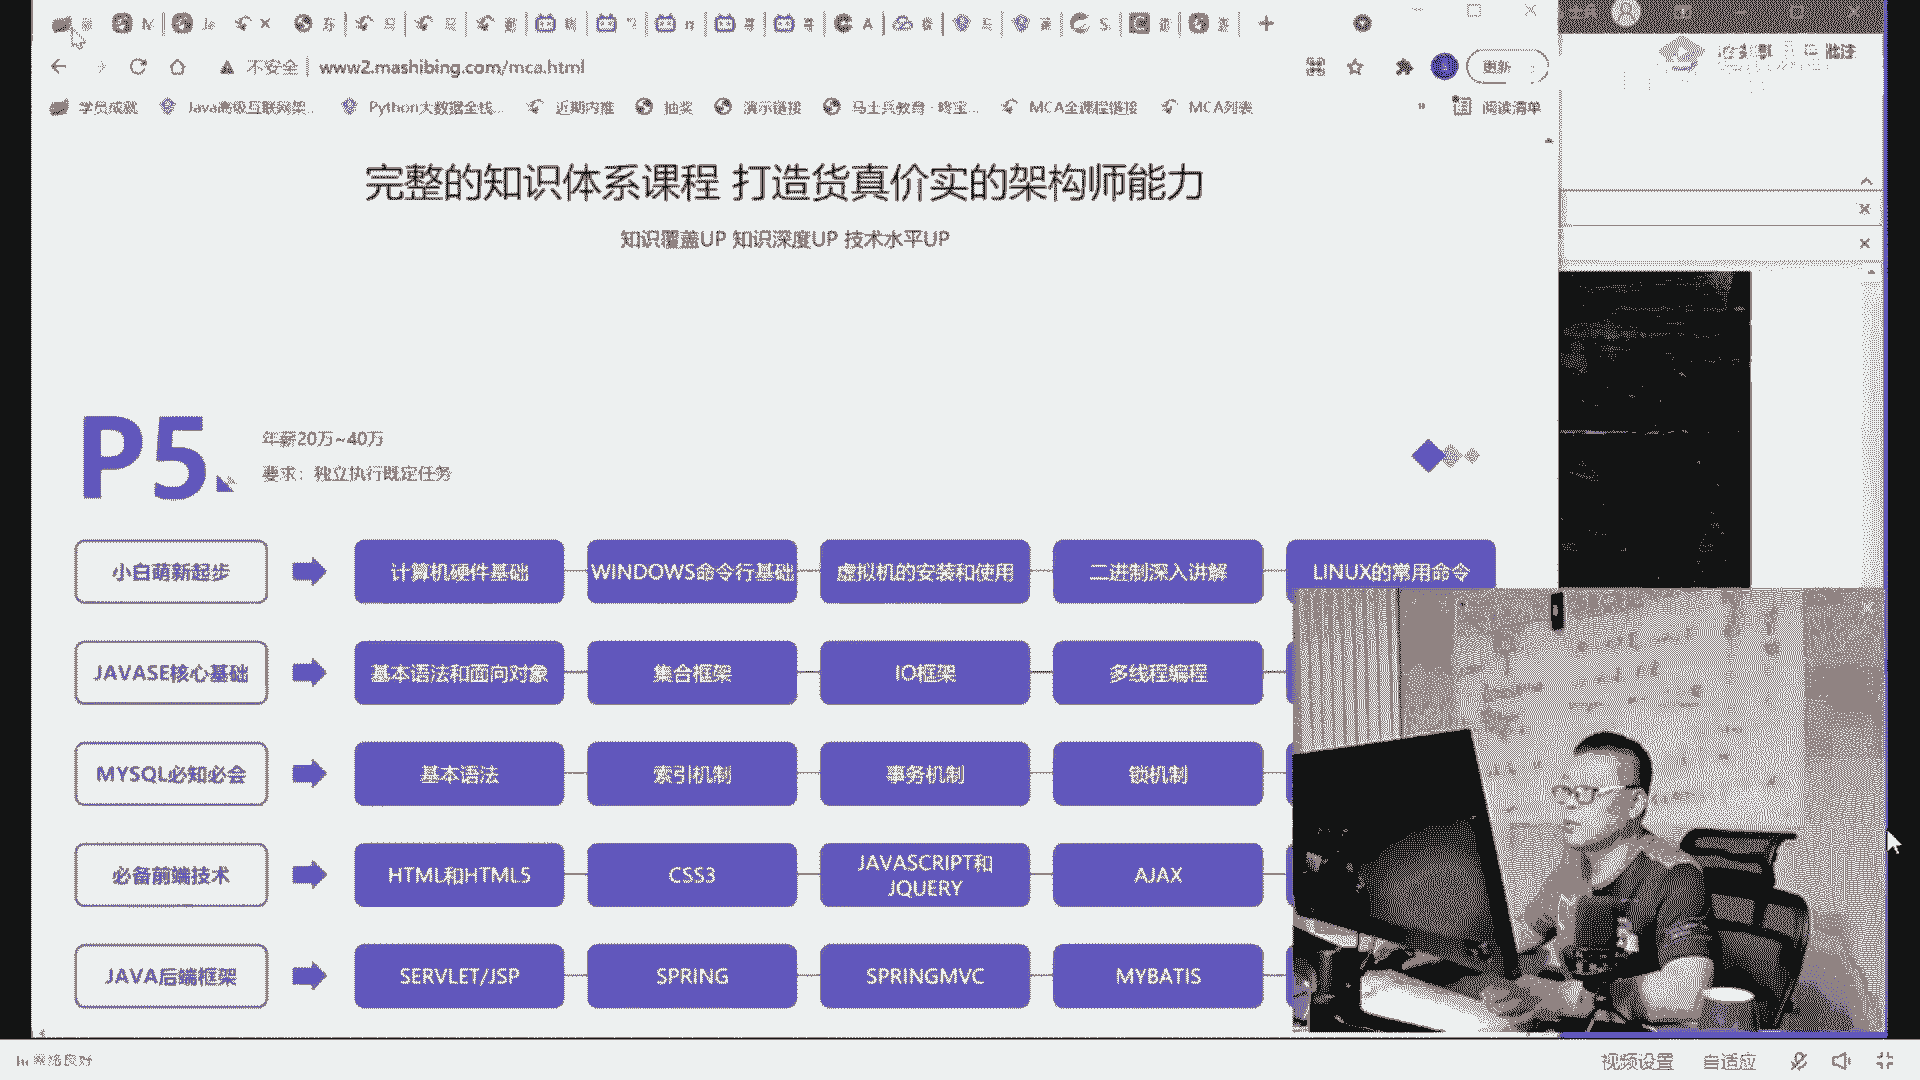 不安全 www2.mashibing.com/mca.html
更新
学员成就 Java高级互联网架... Python大数据全栈... 近期内推 抽奖 演示链接 马士兵教育 · MCA全课程链接 MCA列表 » 阅读清单
完整的知识体系课程 打造货真价实的架构师能力
知识覆盖UP 知识深度UP 技术水平UP
P5
年薪20万~40万
要求：独立执行既定任务
小白萌新起步 计算机硬件基础 WINDOWS命令行基础 虚拟机的安装和使用 二进制深入讲解 LINUX的常用命令
JAVASE核心基础 基本语法和面向对象 集合框架 IO框架 多线程编程
MYSQL必知必会 基本语法 索引机制 事务机制 锁机制
必备前端技术 HTML和HTML5 CSS3 JAVASCRIPT和JQUERY AJAX
JAVA后端框架 SERVLET/JSP SPRING SPRINGMVC MYBATIS
网络良好 视频设置 自适应